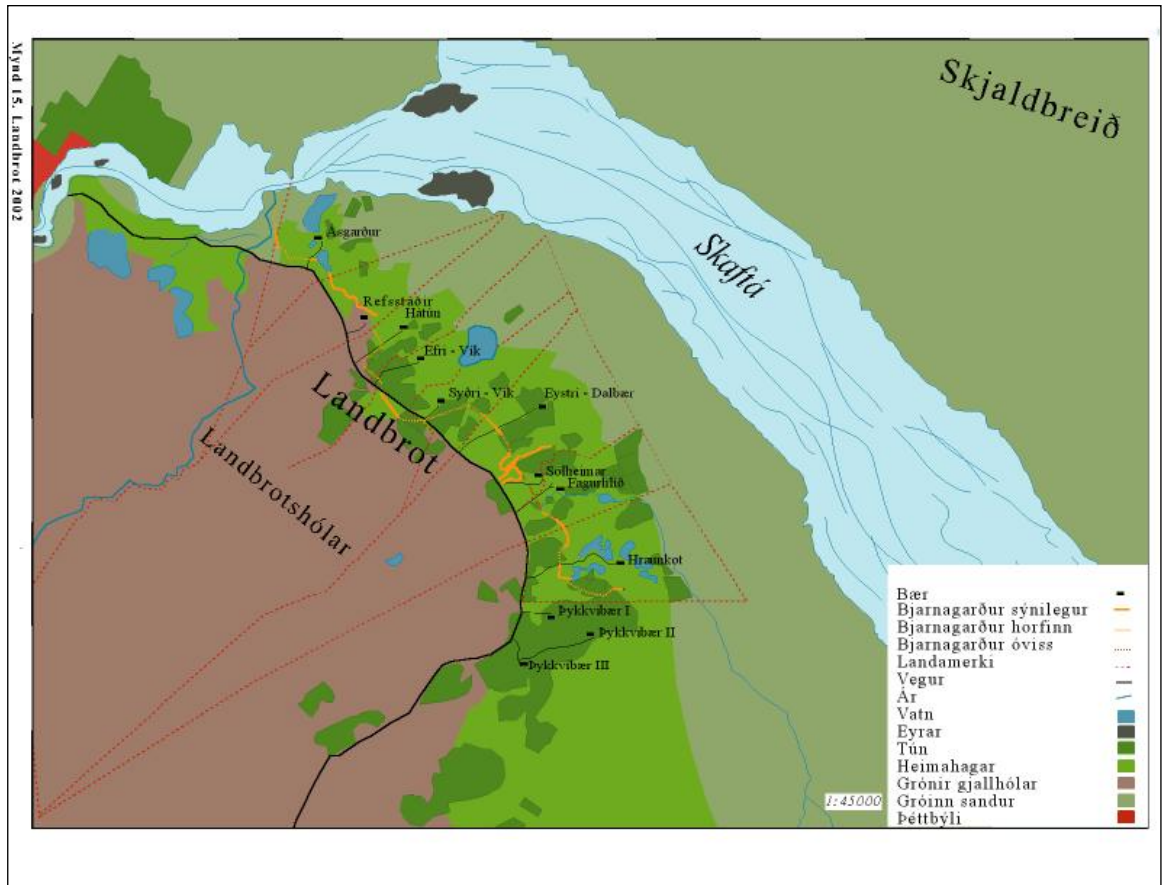 Mynd 15. Landbrot 2002
Skjaldbreið
Skaftá
Ásgarður
Refsstaðir
Hátún
Efri - Vík
Syðri - Vík
Eystri - Dalbær
Landbrot
Landbrotshólar
Sólheimar
Fagurhlíð
Hraunkot
Þykkvibær I
Þykkvibær II
Þykkvibær III
Bær
Bjarnagarður sýnilegur
Bjarnagarður horfinn
Bjarnagarður óviss
Landamerki
Vegur
Ár
Vatn
Eyrar
Tún
Heimahagar
Grónir gjallhólar
Gróinn sandur
Þéttbýli
1:45000